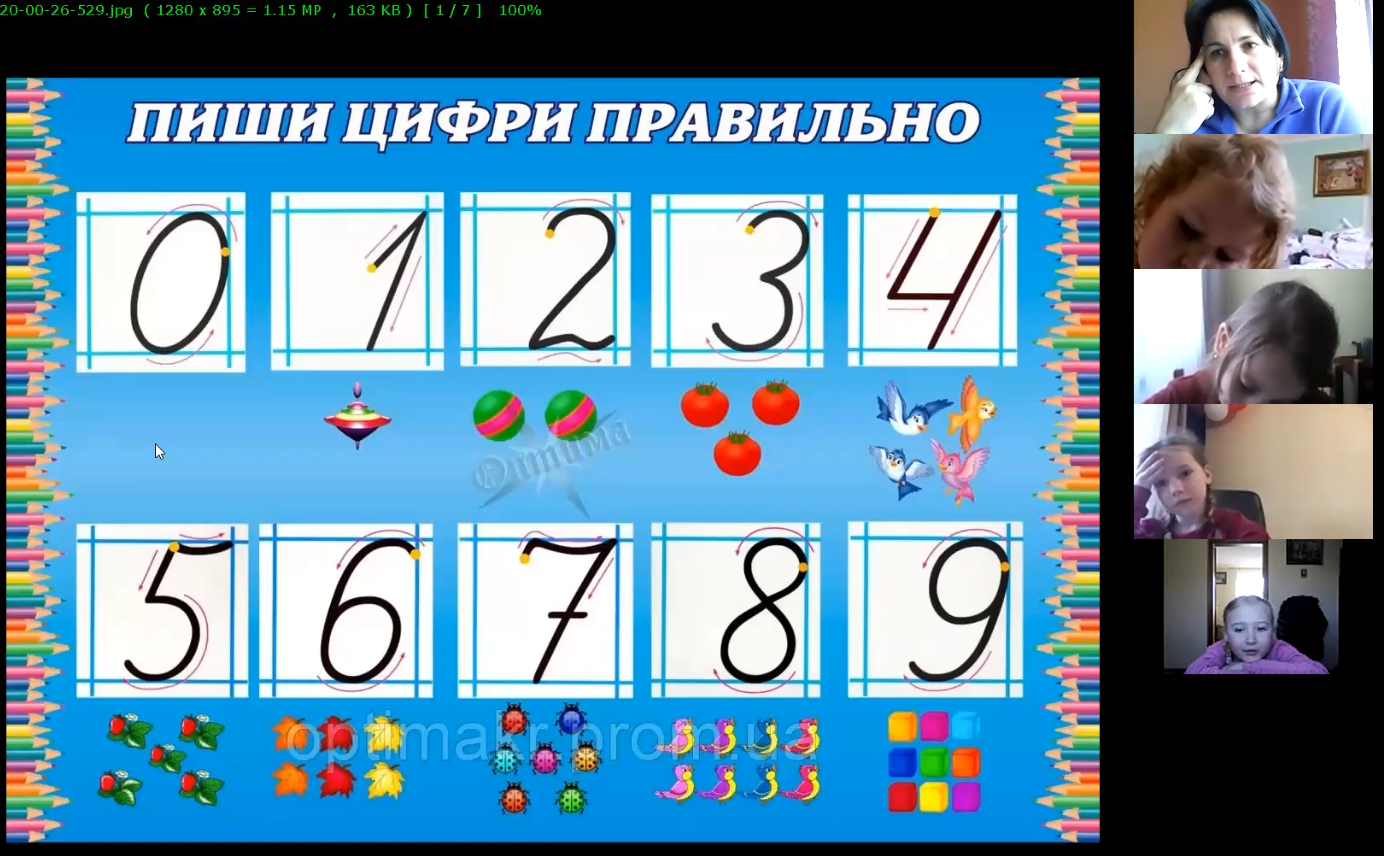 20-00-26-529.jpg ( 1280 x 895 = 1.15 MP , 163 KB ) [ 1 / 7 ] 100%
ПИШИ ЦИФРИ ПРАВИЛЬНО
0 1 2 3 4
Оптима
5 6 7 8 9
optimakr.prom.ua